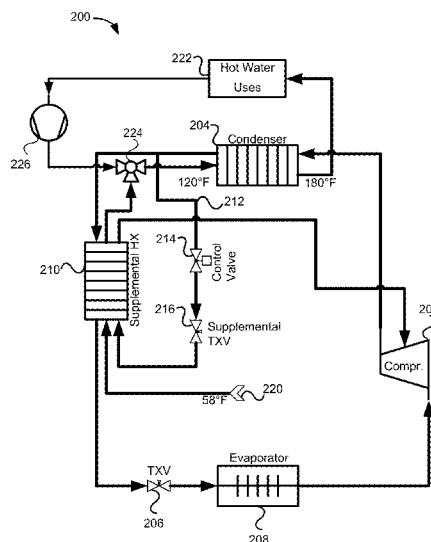 200
222
Hot Water
Uses
204
Condenser
224
226
120°F
180°F
212
214
Control
Valve
210
Supplemental HX
216
Supplemental
TXV
Compr.
58°F
220
TXV
206
Evaporator
208